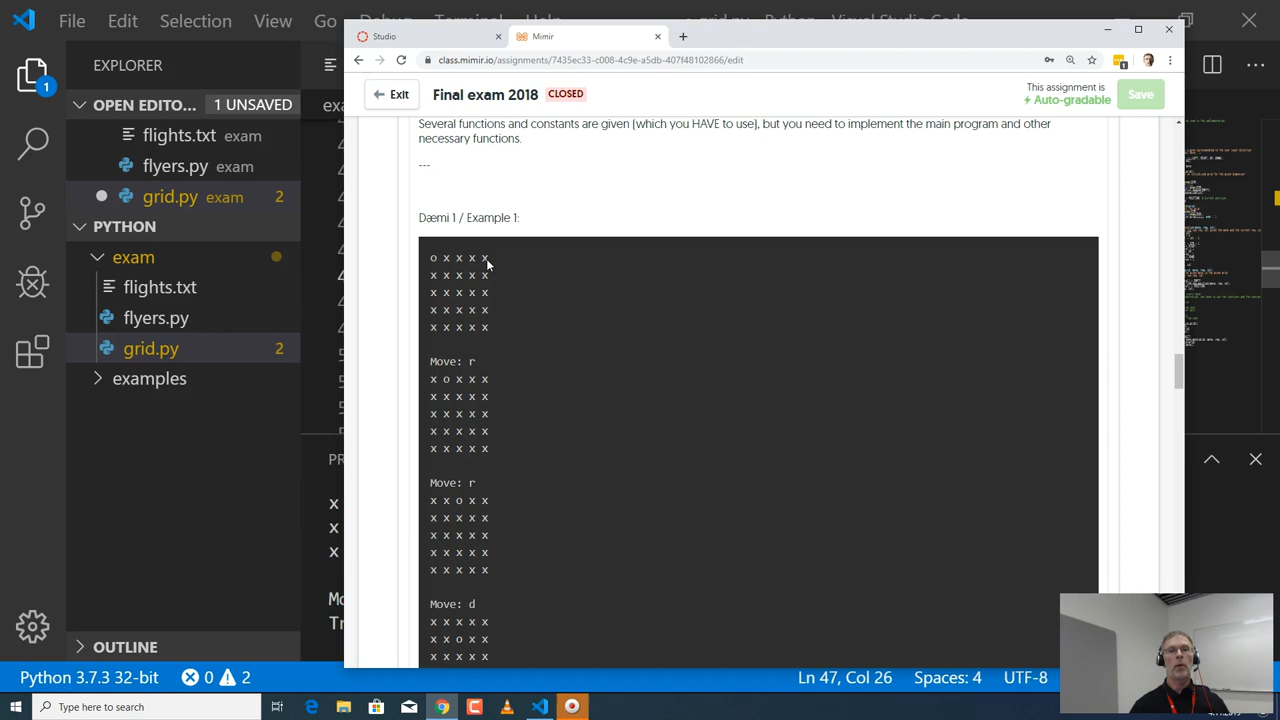 File Edit Selection View Go
Studio
Mimir
class.mimir.io/assignments/7435ec33-c008-4c9e-a5db-407f48102866/edit
Exit
Final exam 2018
CLOSED
This assignment is
Auto-gradable
Save
EXPLORER
OPEN EDITO...
1 UNSAVED
flights.txt exam
flyers.py exam
grid.py exam 2
PYTHON
exam
flights.txt
flyers.py
grid.py 2
examples
OUTLINE
Several functions and constants are given (which you HAVE to use), but you need to implement the main program and other
necessary functions.
---
Dæmi 1 / Example 1:
o x x x x
x x x x x
x x x x x
x x x x x
x x x x x
Move: r
x o x x x
x x x x x
x x x x x
x x x x x
x x x x x
Move: r
x x o x x
x x x x x
x x x x x
x x x x x
x x x x x
Move: d
x x x x x
x x o x x
x x x x x
x
x
x
Python 3.7.3 32-bit
0
2
Ln 47, Col 26
Spaces: 4
UTF-8
Type here to search